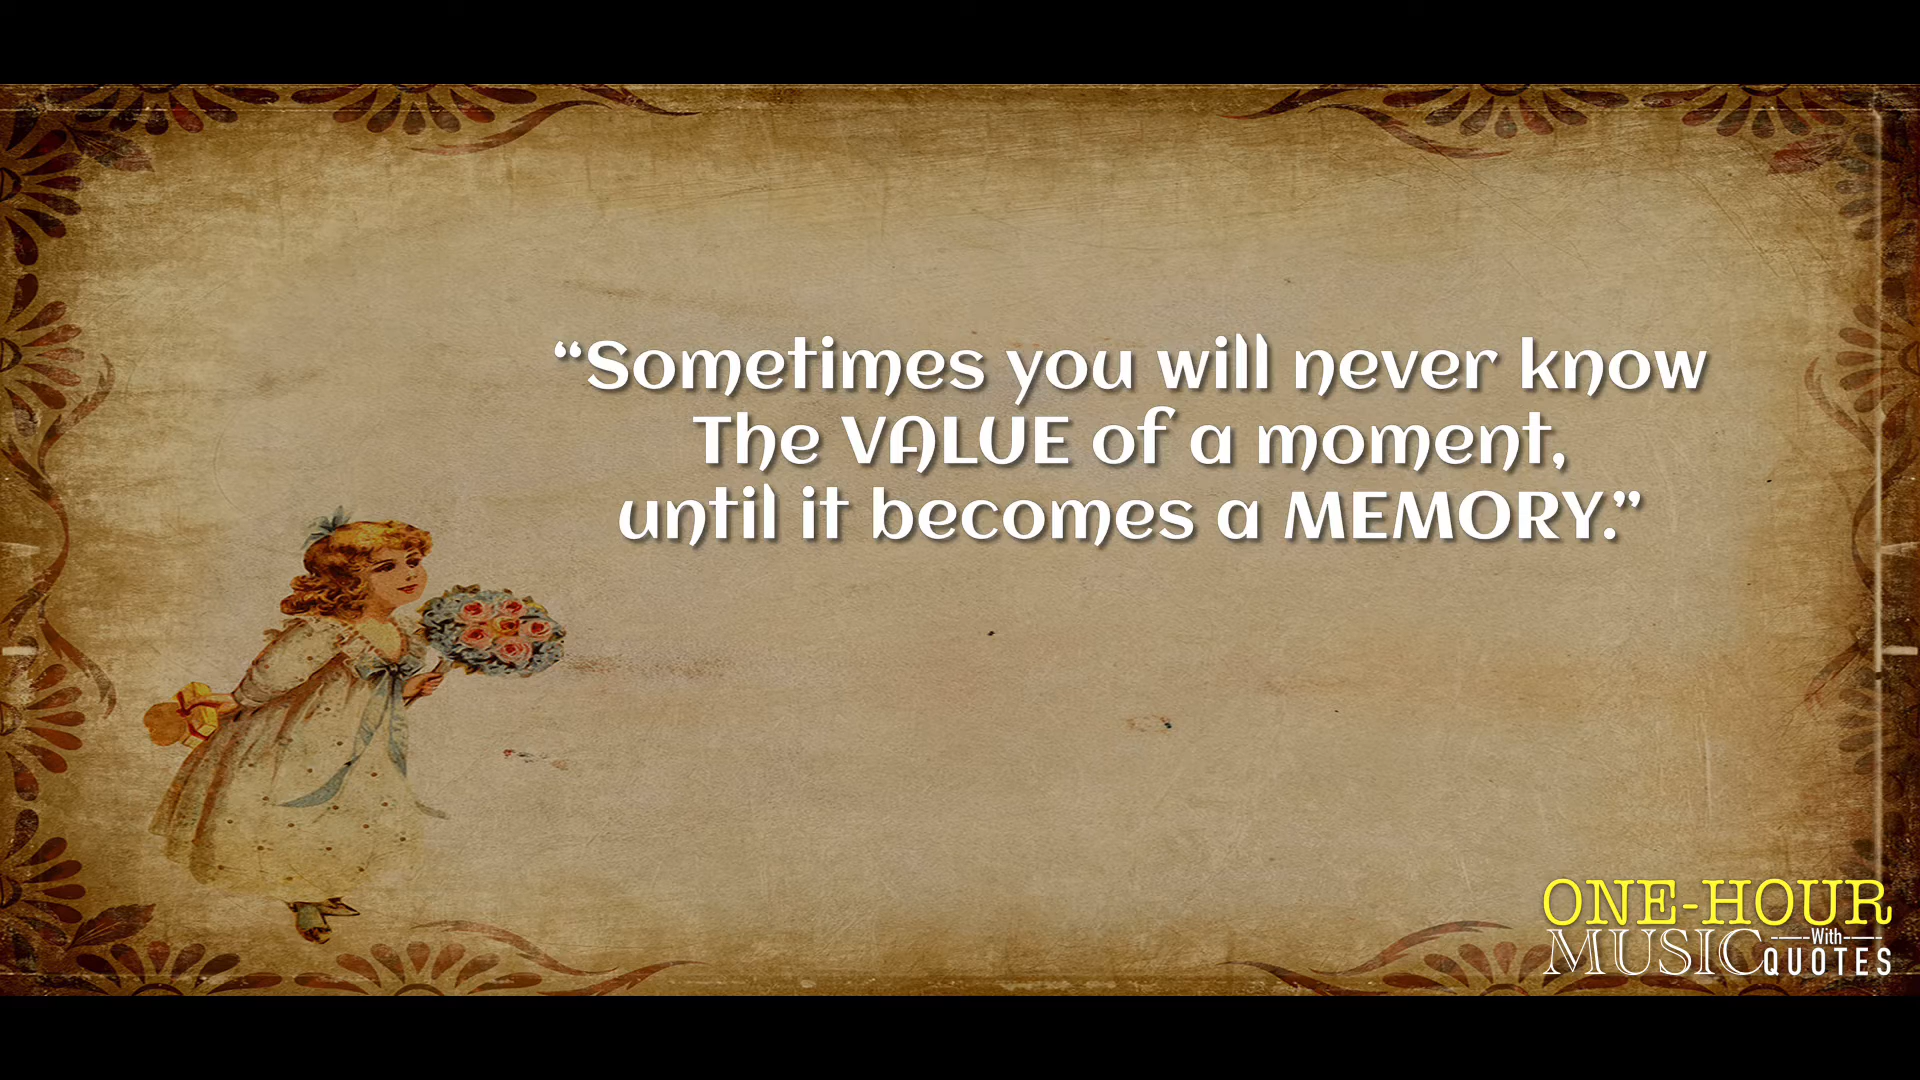 “Sometimes you will never know
The VALUE of a moment,
until it becomes a MEMORY.”
ONE-HOUR
MUSIC With QUOTES